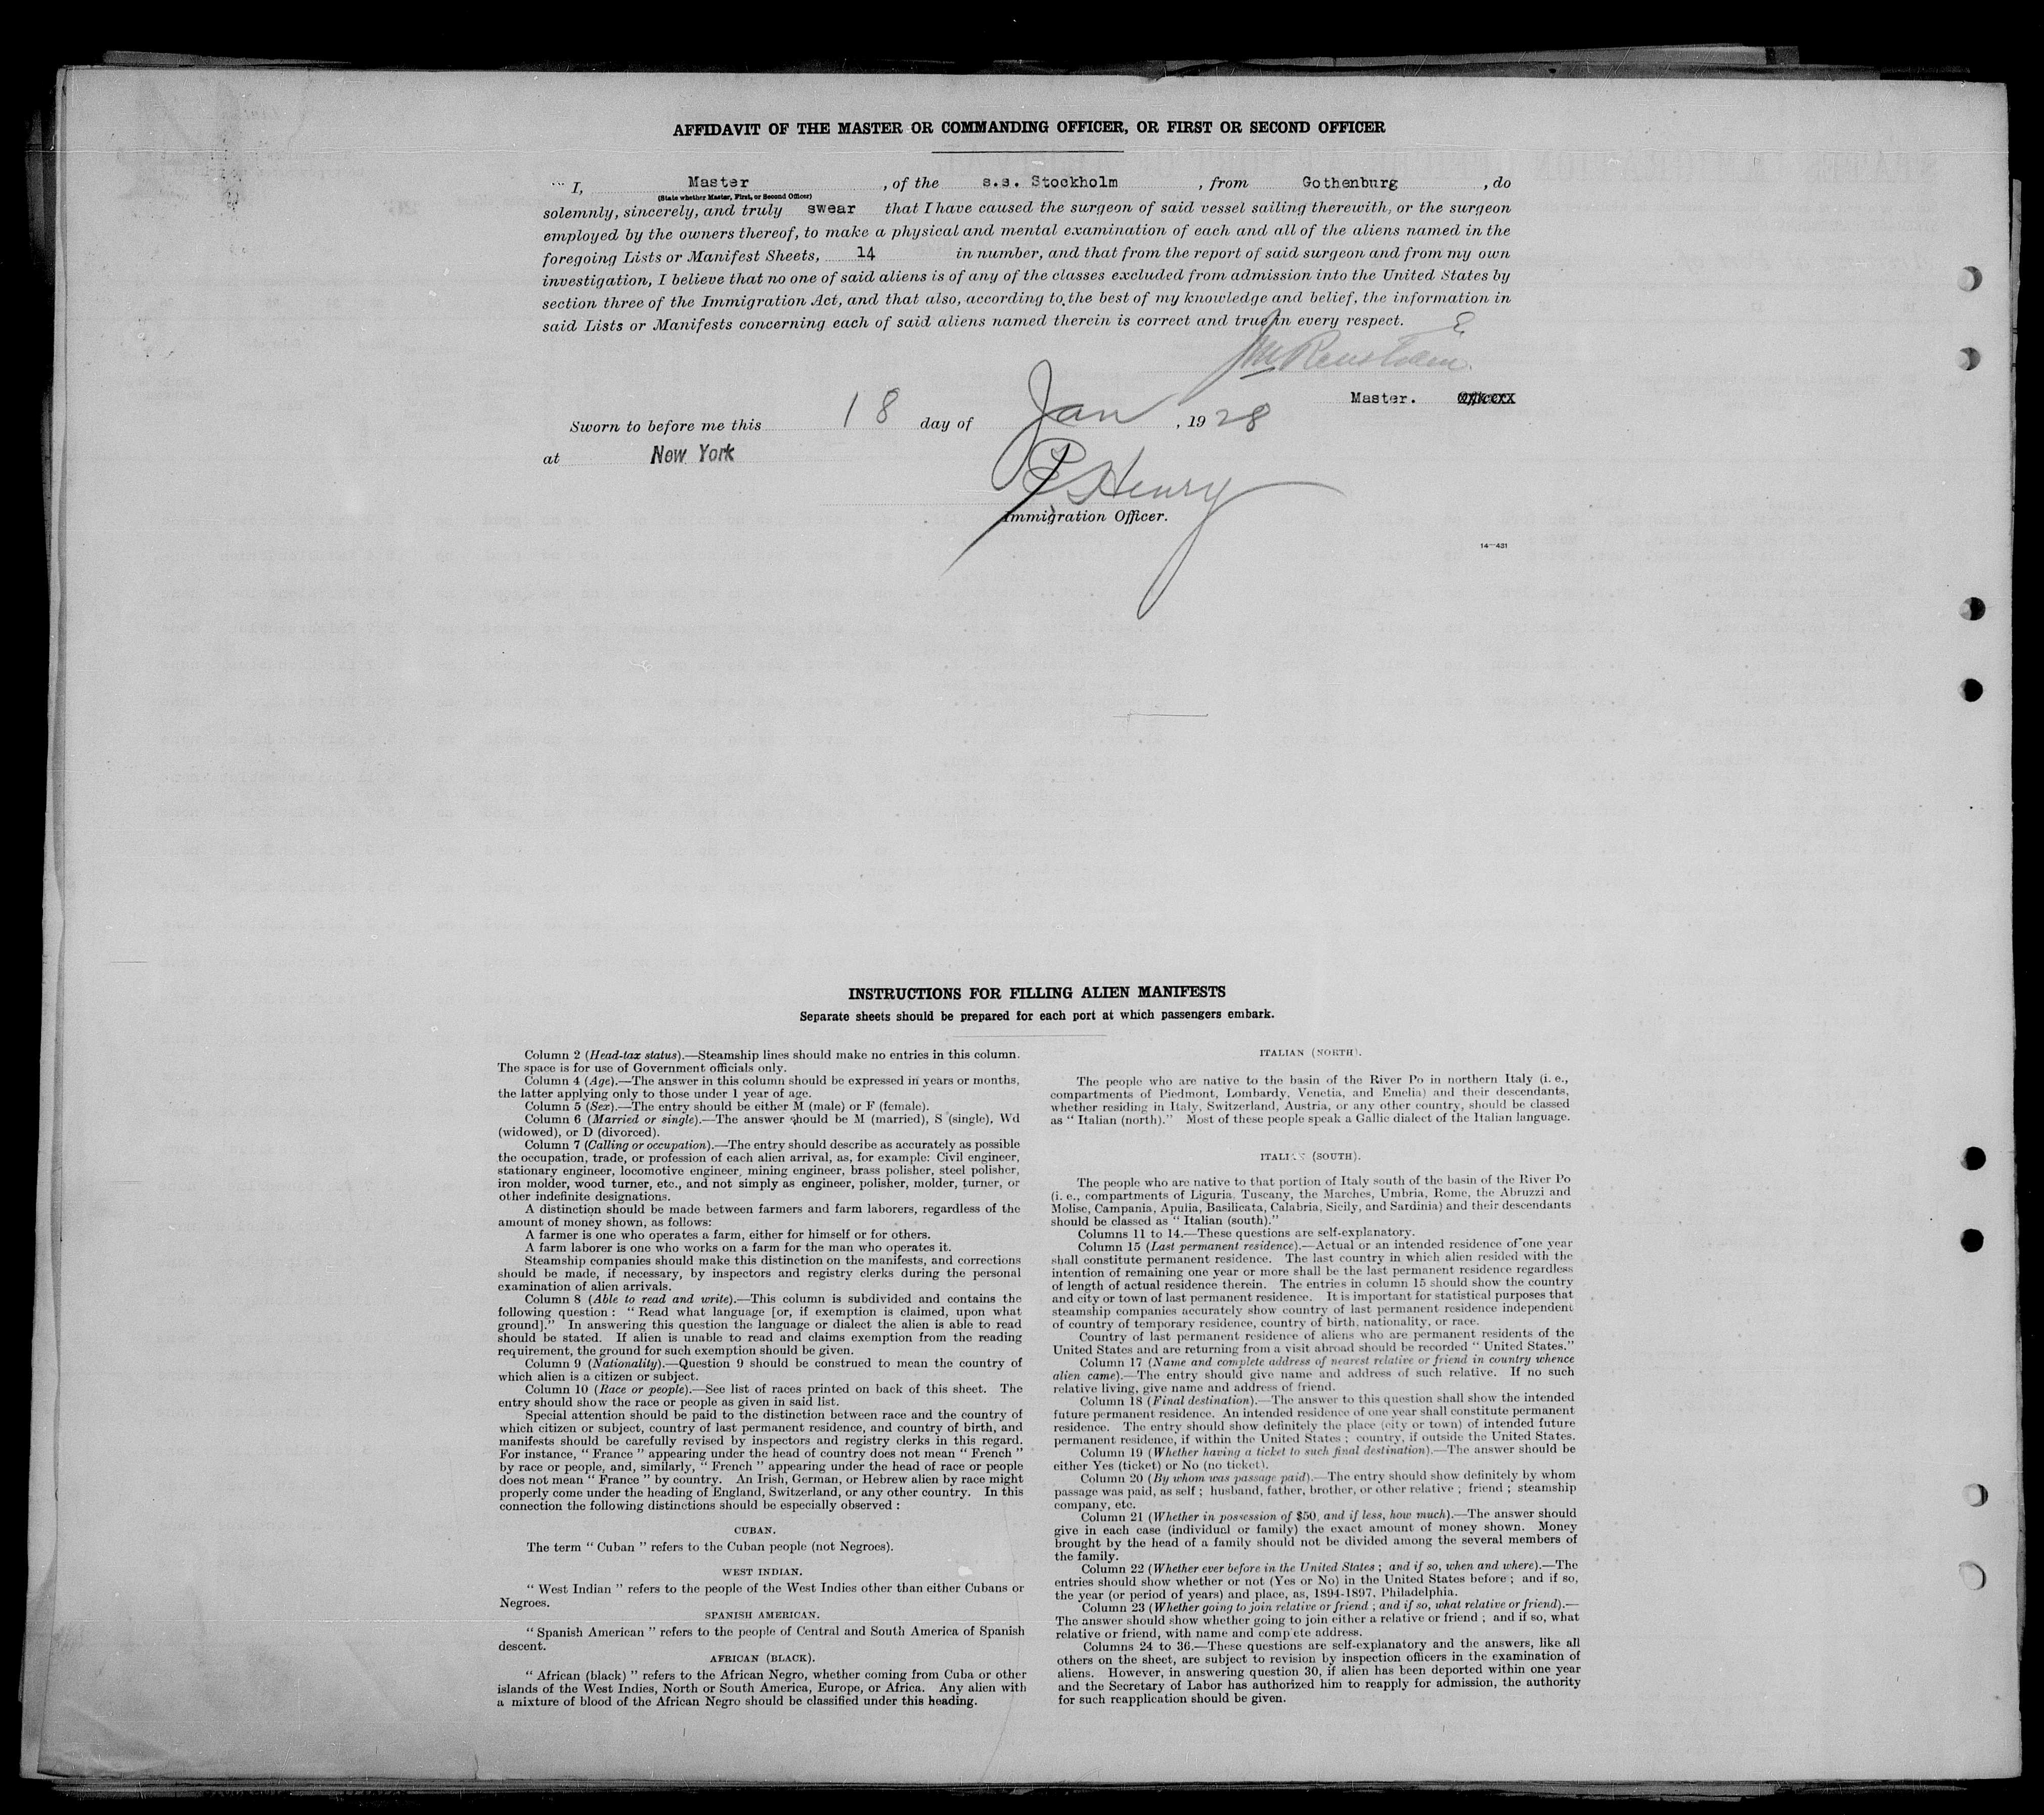 AFFIDAVIT OF THE MASTER OR COMMANDING OFFICER, OR FIRST OR SECOND OFFICER
I, Master, of the s.s. Stockholm, from Gothenburg, do
(State whether Master, First, or Second Officer)
solemnly, sincerely, and truly swear that I have caused the surgeon of said vessel sailing therewith, or the surgeon
employed by the owners thereof, to make a physical and mental examination of each and all of the aliens named in the
foregoing Lists or Manifest Sheets, 14 in number, and that from the report of said surgeon and from my own
investigation, I believe that no one of said aliens is of any of the classes excluded from admission into the United States by
section three of the Immigration Act, and that also, according to the best of my knowledge and belief, the information in
said Lists or Manifests concerning each of said aliens named therein is correct and true in every respect.
Master.
Sworn to before me this 18 day of Jan, 1928
at New York
Henry
Immigration Officer.
14—431
INSTRUCTIONS FOR FILLING ALIEN MANIFESTS
Separate sheets should be prepared for each port at which passengers embark.
Column 2 (Head-tax status).—Steamship lines should make no entries in this column.
The space is for use of Government officials only.
Column 4 (Age).—The answer in this column should be expressed in years or months,
the latter applying only to those under 1 year of age.
Column 5 (Sex).—The entry should be either M (male) or F (female).
Column 6 (Married or single).—The answer should be M (married), S (single), Wd
(widowed), or D (divorced).
Column 7 (Calling or occupation).—The entry should describe as accurately as possible
the occupation, trade, or profession of each alien arrival, as, for example: Civil engineer,
stationary engineer, locomotive engineer, mining engineer, brass polisher, steel polisher,
iron molder, wood turner, etc., and not simply as engineer, polisher, molder, turner, or
other indefinite designations.
A distinction should be made between farmers and farm laborers, regardless of the
amount of money shown, as follows:
A farmer is one who operates a farm, either for himself or for others.
A farm laborer is one who works on a farm for the man who operates it.
Steamship companies should make this distinction on the manifests, and corrections
should be made, if necessary, by inspectors and registry clerks during the personal
examination of alien arrivals.
Column 8 (Able to read and write).—This column is subdivided and contains the
following question : “ Read what language [or, if exemption is claimed, upon what
ground].” In answering this question the language or dialect the alien is able to read
should be stated. If alien is unable to read and claims exemption from the reading
requirement, the ground for such exemption should be given.
Column 9 (Nationality).—Question 9 should be construed to mean the country of
which alien is a citizen or subject.
Column 10 (Race or people).—See list of races printed on back of this sheet. The
entry should show the race or people as given in said list.
Special attention should be paid to the distinction between race and the country of
which citizen or subject, country of last permanent residence, and country of birth, and
manifests should be carefully revised by inspectors and registry clerks in this regard.
For instance, “ France ” appearing under the head of country does not mean “ French ”
by race or people, and, similarly, “ French ” appearing under the head of race or people
does not mean “ France ” by country. An Irish, German, or Hebrew alien by race might
properly come under the heading of England, Switzerland, or any other country. In this
connection the following distinctions should be especially observed :
CUBAN.
The term “ Cuban ” refers to the Cuban people (not Negroes).
WEST INDIAN.
“ West Indian ” refers to the people of the West Indies other than either Cubans or
Negroes.
SPANISH AMERICAN.
“ Spanish American ” refers to the people of Central and South America of Spanish
descent.
AFRICAN (BLACK).
“ African (black) ” refers to the African Negro, whether coming from Cuba or other
islands of the West Indies, North or South America, Europe, or Africa. Any alien with
a mixture of blood of the African Negro should be classified under this heading.
ITALIAN (NORTH).
The people who are native to the basin of the River Po in northern Italy (i. e.,
compartments of Piedmont, Lombardy, Venetia, and Emelia) and their descendants,
whether residing in Italy, Switzerland, Austria, or any other country, should be classed
as “ Italian (north).” Most of these people speak a Gallic dialect of the Italian language.
ITALIAN (SOUTH).
The people who are native to that portion of Italy south of the basin of the River Po
(i. e., compartments of Liguria, Tuscany, the Marches, Umbria, Rome, the Abruzzi and
Molise, Campania, Apulia, Basilicata, Calabria, Sicily, and Sardinia) and their descendants
should be classed as “ Italian (south).”
Columns 11 to 14.—These questions are self-explanatory.
Column 15 (Last permanent residence).—Actual or an intended residence of one year
shall constitute permanent residence. The last country in which alien resided with the
intention of remaining one year or more shall be the last permanent residence regardless
of length of actual residence therein. The entries in column 15 should show the country
and city or town of last permanent residence. It is important for statistical purposes that
steamship companies accurately show country of last permanent residence independent
of country of temporary residence, country of birth, nationality, or race.
Country of last permanent residence of aliens who are permanent residents of the
United States and are returning from a visit abroad should be recorded “ United States.”
Column 17 (Name and complete address of nearest relative or friend in country whence
alien came).—The entry should give name and address of such relative. If no such
relative living, give name and address of friend.
Column 18 (Final destination).—The answer to this question shall show the intended
future permanent residence. An intended residence of one year shall constitute permanent
residence. The entry should show definitely the place (city or town) of intended future
permanent residence, if within the United States ; country, if outside the United States.
Column 19 (Whether having a ticket to such final destination).—The answer should be
either Yes (ticket) or No (no ticket).
Column 20 (By whom was passage paid).—The entry should show definitely by whom
passage was paid, as self ; husband, father, brother, or other relative ; friend ; steamship
company, etc.
Column 21 (Whether in possession of $50, and if less, how much).—The answer should
give in each case (individual or family) the exact amount of money shown. Money
brought by the head of a family should not be divided among the several members of
the family.
Column 22 (Whether ever before in the United States ; and if so, when and where).—The
entries should show whether or not (Yes or No) in the United States before ; and if so,
the year (or period of years) and place, as, 1894-1897, Philadelphia.
Column 23 (Whether going to join relative or friend ; and if so, what relative or friend).—
The answer should show whether going to join either a relative or friend ; and if so, what
relative or friend, with name and complete address.
Columns 24 to 36.—These questions are self-explanatory and the answers, like all
others on the sheet, are subject to revision by inspection officers in the examination of
aliens. However, in answering question 30, if alien has been deported within one year
and the Secretary of Labor has authorized him to reapply for admission, the authority
for such reapplication should be given.